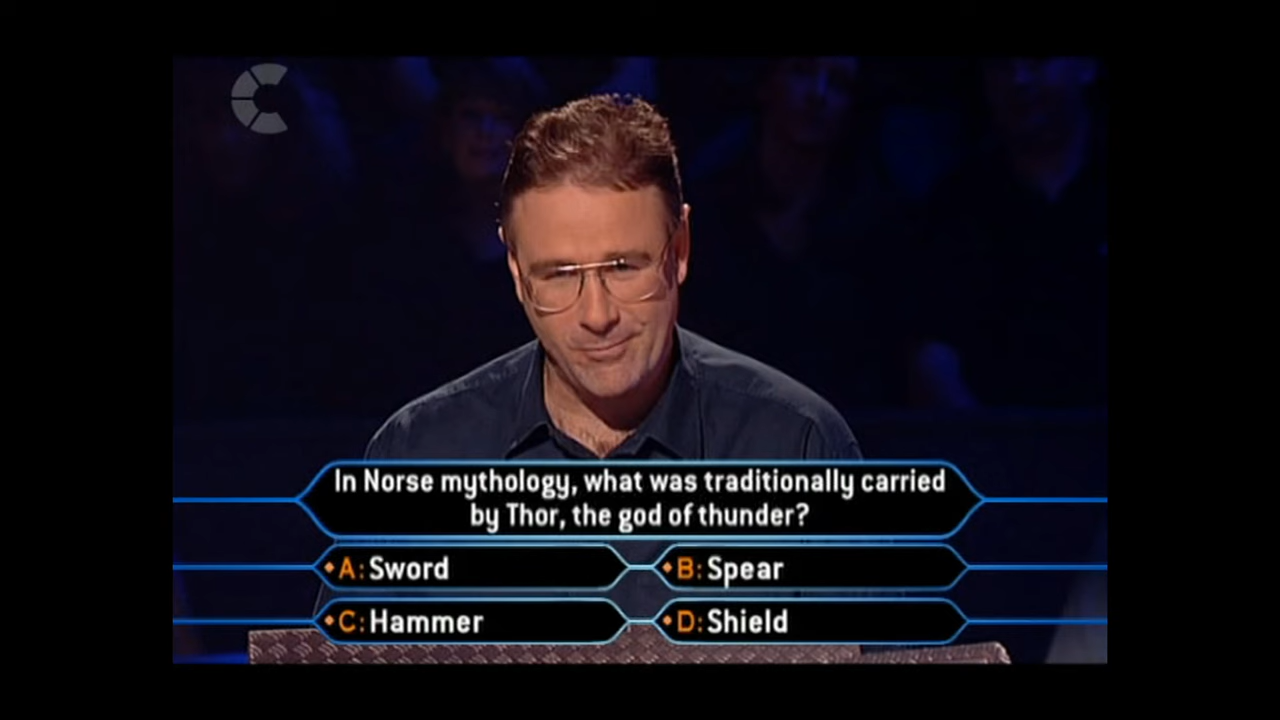 In Norse mythology, what was traditionally carried
by Thor, the god of thunder?
A: Sword
B: Spear
C: Hammer
D: Shield